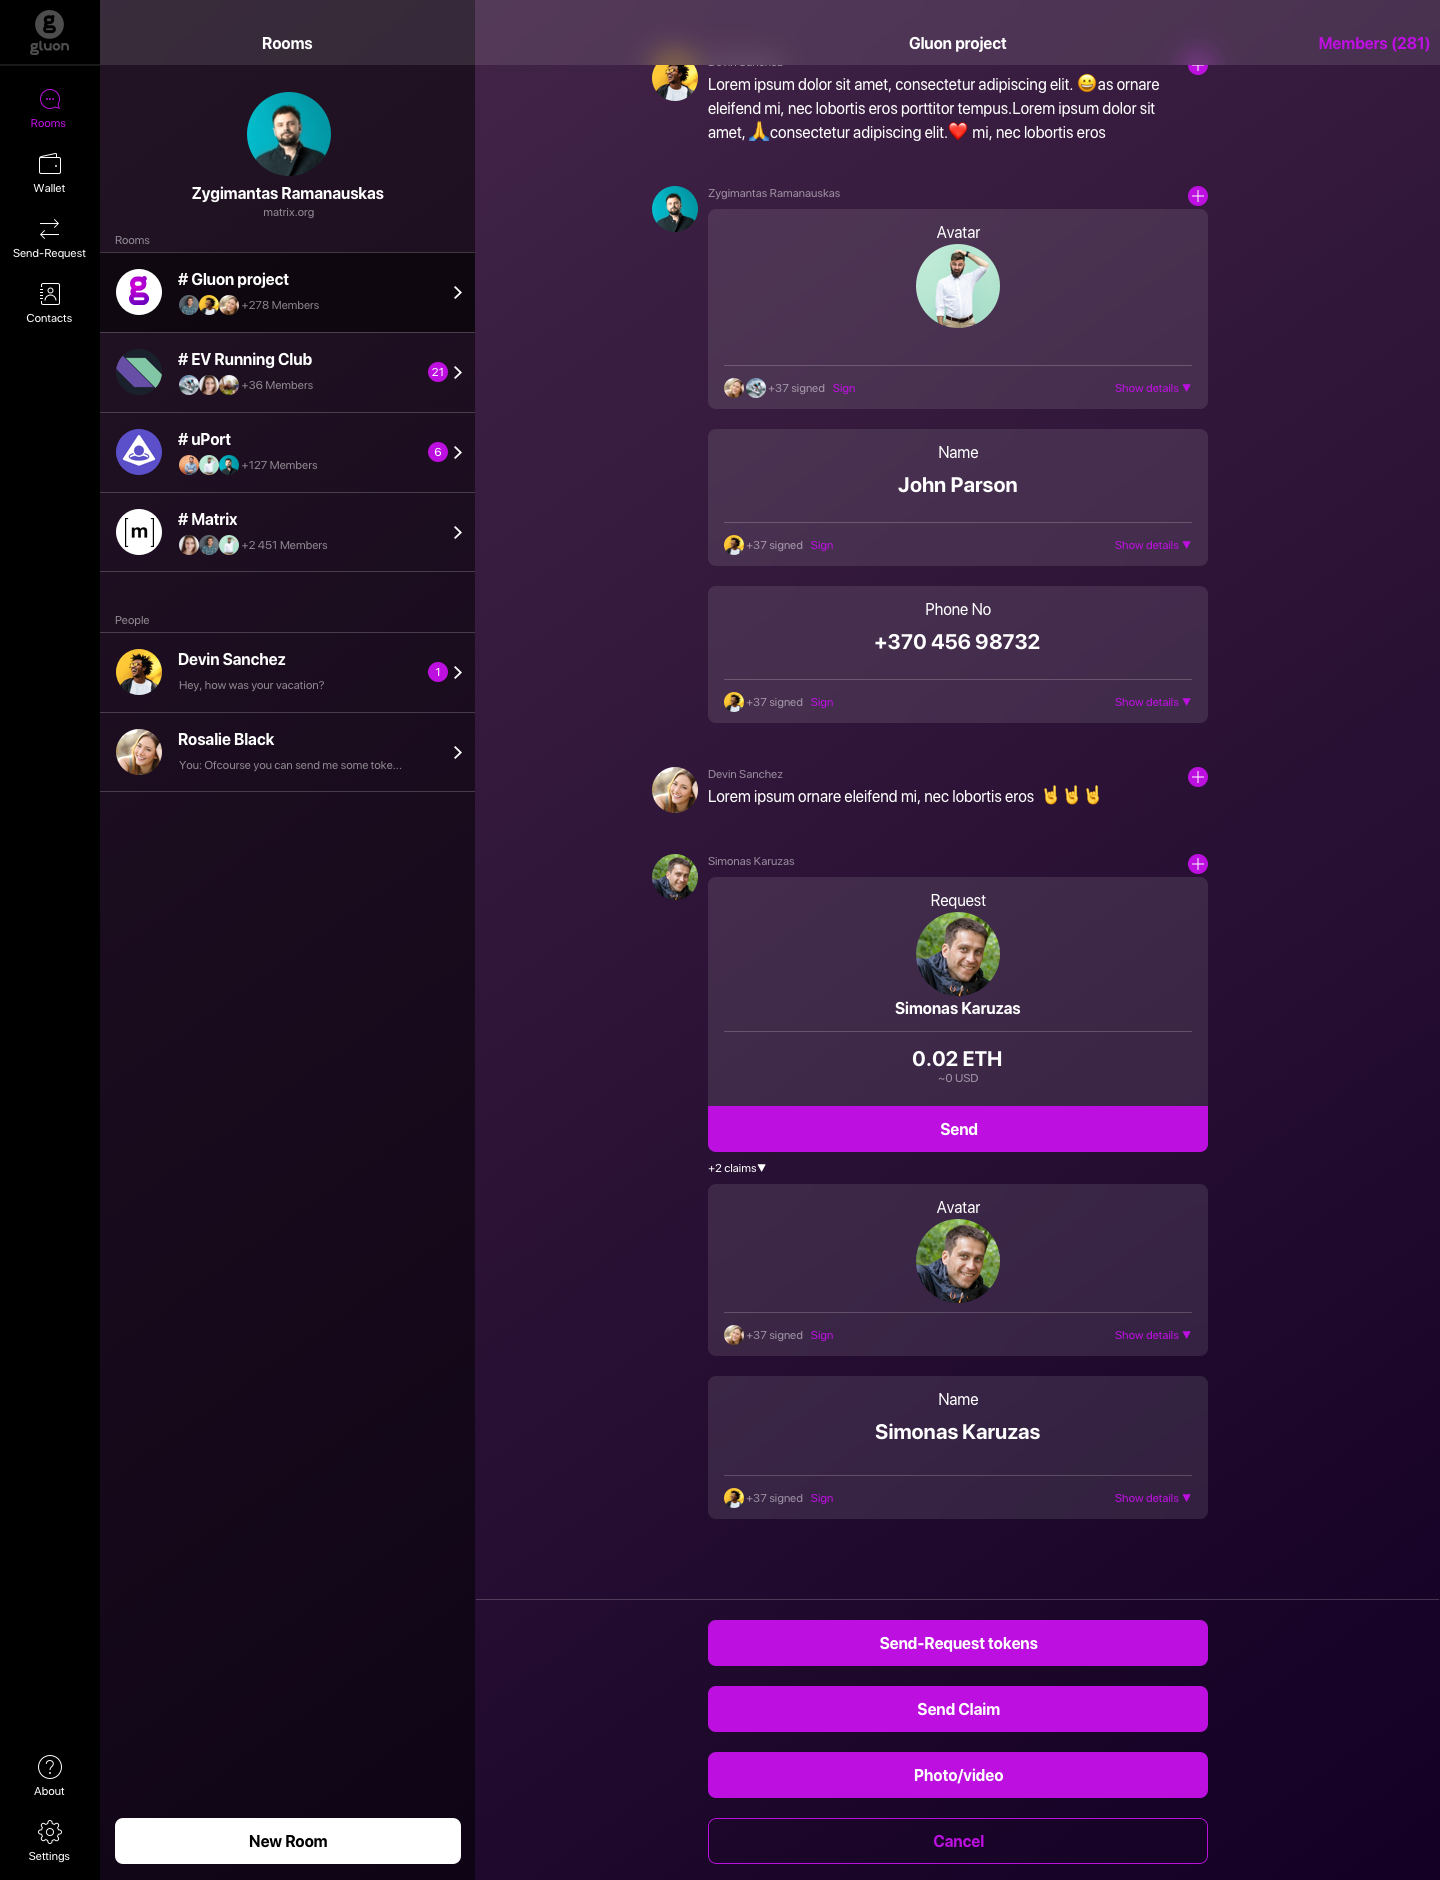 gluon
Rooms
Wallet
Send-Request
Contacts
About
Settings
Rooms
Zygimantas Ramanauskas
matrix.org
Rooms
# Gluon project
+278 Members
# EV Running Club
+36 Members
21
# uPort
+127 Members
6
[m]
# Matrix
+2 451 Members
People
Devin Sanchez
Hey, how was your vacation?
1
Rosalie Black
You: Ofcourse you can send me some toke...
New Room
Gluon project
Members (281)
Lorem ipsum dolor sit amet, consectetur adipiscing elit. 😀as ornare
eleifend mi, nec lobortis eros porttitor tempus.Lorem ipsum dolor sit
amet,🙏consectetur adipiscing elit.❤️ mi, nec lobortis eros
Zygimantas Ramanauskas
Avatar
+37 signed Sign Show details ▼
Name
John Parson
+37 signed Sign Show details ▼
Phone No
+370 456 98732
+37 signed Sign Show details ▼
Devin Sanchez
Lorem ipsum ornare eleifend mi, nec lobortis eros 🤘🤘🤘
Simonas Karuzas
Request
Simonas Karuzas
0.02 ETH
~0 USD
Send
+2 claims▼
Avatar
+37 signed Sign Show details ▼
Name
Simonas Karuzas
+37 signed Sign Show details ▼
Send-Request tokens
Send Claim
Photo/video
Cancel